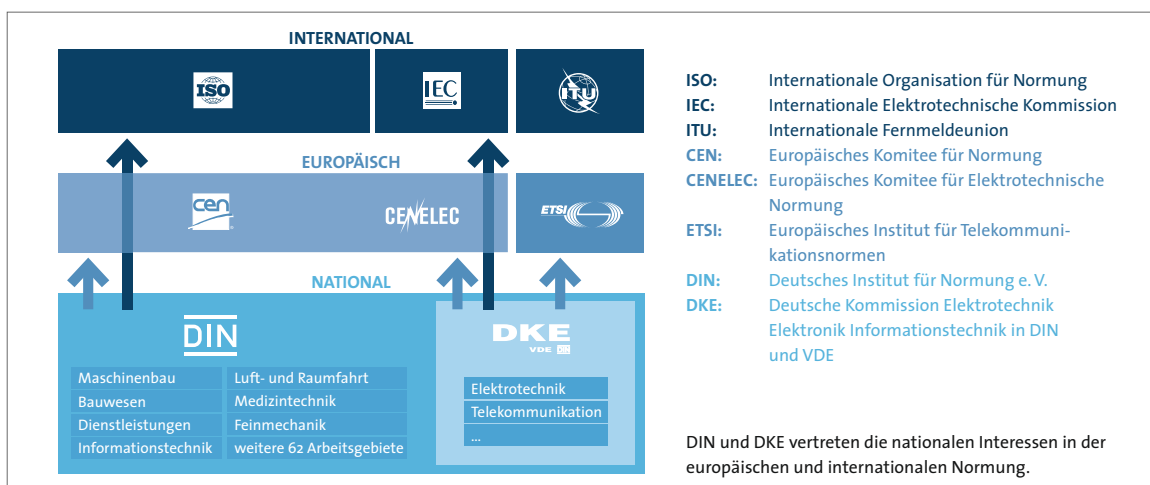 INTERNATIONAL
ISO
IEC
ITU
EUROPÄISCH
cen
CENELEC
ETSI
NATIONAL
DIN
DKE
VDE DIN
Maschinenbau
Bauwesen
Dienstleistungen
Informationstechnik
Luft- und Raumfahrt
Medizintechnik
Feinmechanik
weitere 62 Arbeitsgebiete
Elektrotechnik
Telekommunikation
...
ISO: Internationale Organisation für Normung
IEC: Internationale Elektrotechnische Kommission
ITU: Internationale Fernmeldeunion
CEN: Europäisches Komitee für Normung
CENELEC: Europäisches Komitee für Elektrotechnische
Normung
ETSI: Europäisches Institut für Telekommuni-
kationsnormen
DIN: Deutsches Institut für Normung e. V.
DKE: Deutsche Kommission Elektrotechnik
Elektronik Informationstechnik in DIN
und VDE
DIN und DKE vertreten die nationalen Interessen in der
europäischen und internationalen Normung.